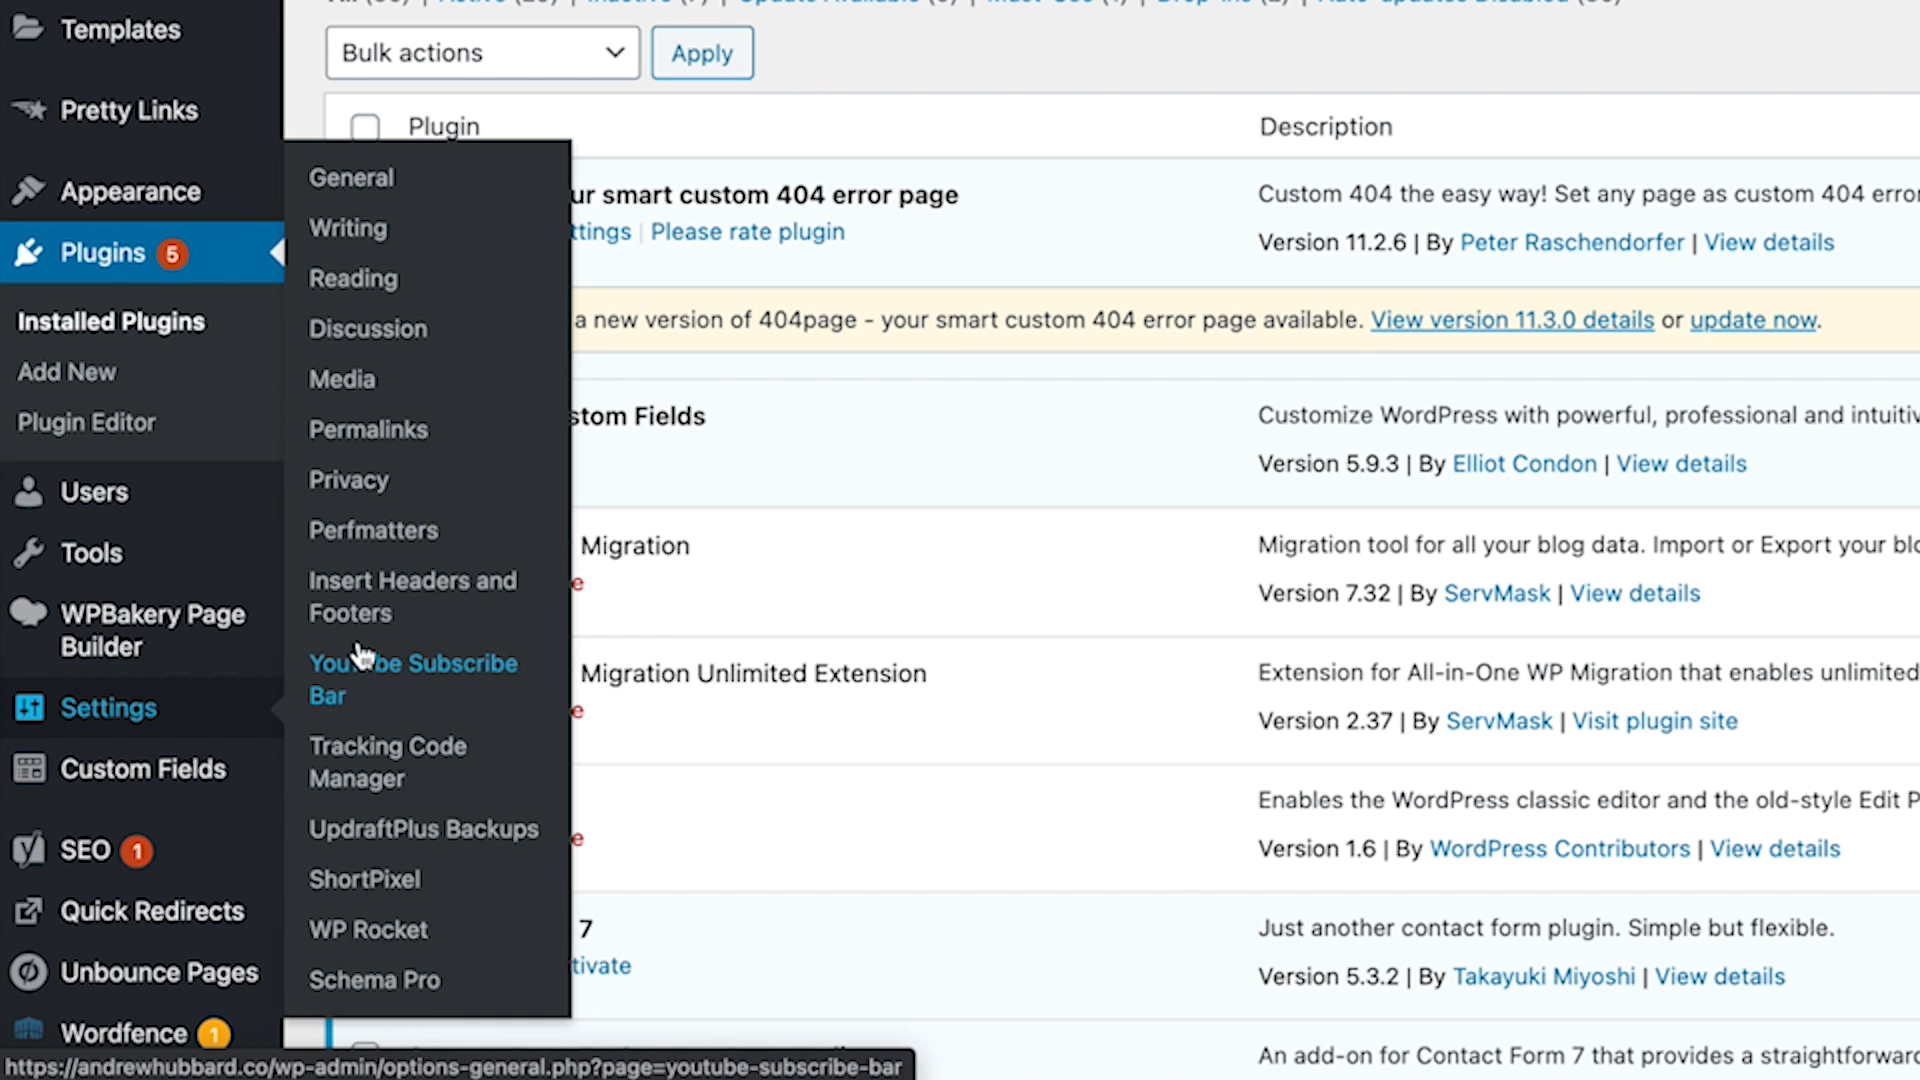 Templates
Pretty Links
Appearance
Plugins 5
Installed Plugins
Add New
Plugin Editor
Users
Tools
WPBakery Page
Builder
Settings
Custom Fields
SEO 1
Quick Redirects
Unbounce Pages
Wordfence 1
General
Writing
Reading
Discussion
Media
Permalinks
Privacy
Perfmatters
Insert Headers and
Footers
YouTube Subscribe
Bar
Tracking Code
Manager
UpdraftPlus Backups
ShortPixel
WP Rocket
Schema Pro
Bulk actions Apply
Plugin Description
ur smart custom 404 error page
ttings | Please rate plugin
Custom 404 the easy way! Set any page as custom 404 erro
Version 11.2.6 | By Peter Raschendorfer | View details
a new version of 404page - your smart custom 404 error page available. View version 11.3.0 details or update now.
stom Fields
Customize WordPress with powerful, professional and intuitiv
Version 5.9.3 | By Elliot Condon | View details
Migration
e
Migration tool for all your blog data. Import or Export your blo
Version 7.32 | By ServMask | View details
Migration Unlimited Extension
e
Extension for All-in-One WP Migration that enables unlimited
Version 2.37 | By ServMask | Visit plugin site
e
Enables the WordPress classic editor and the old-style Edit P
Version 1.6 | By WordPress Contributors | View details
7
tivate
Just another contact form plugin. Simple but flexible.
Version 5.3.2 | By Takayuki Miyoshi | View details
An add-on for Contact Form 7 that provides a straightforward
https://andrewhubbard.co/wp-admin/options-general.php?page=youtube-subscribe-bar